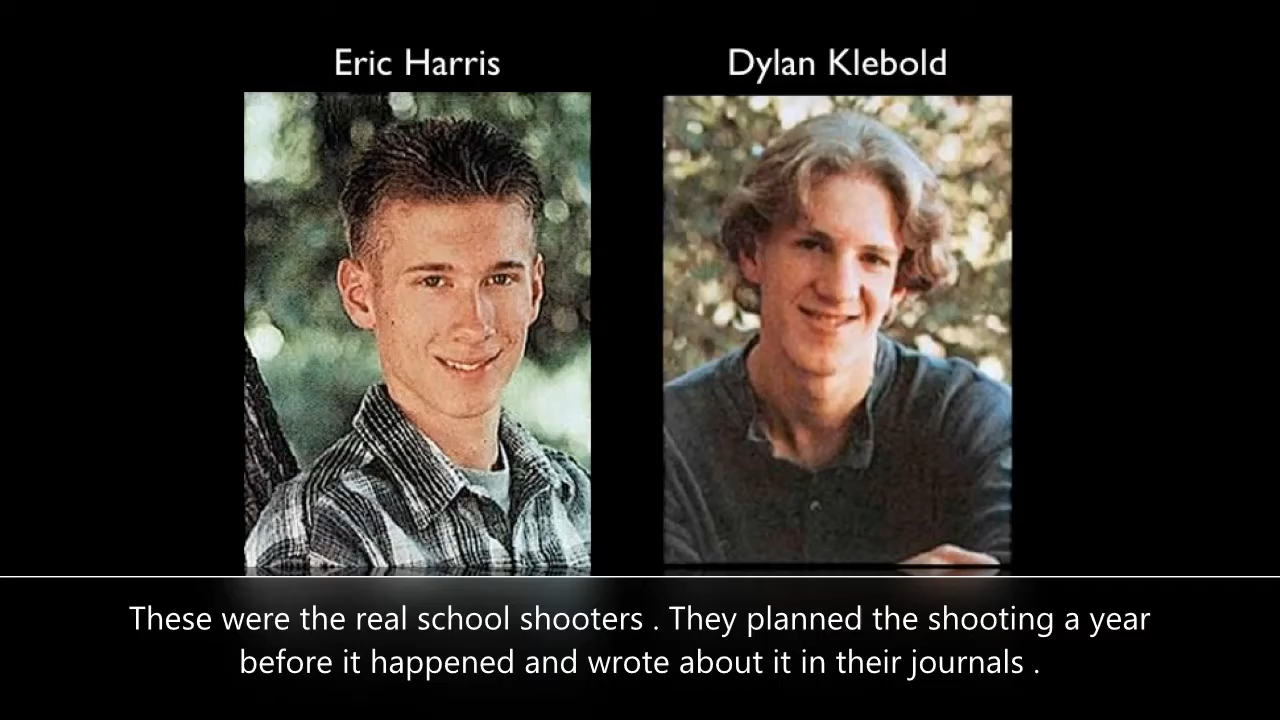 Eric Harris
Dylan Klebold
These were the real school shooters . They planned the shooting a year
before it happened and wrote about it in their journals .